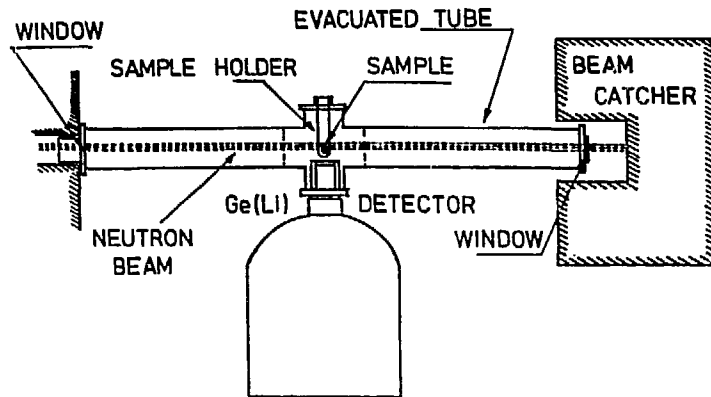 WINDOW
EVACUATED TUBE
SAMPLE HOLDER
SAMPLE
BEAM
CATCHER
Ge(Li) DETECTOR
NEUTRON
BEAM
WINDOW